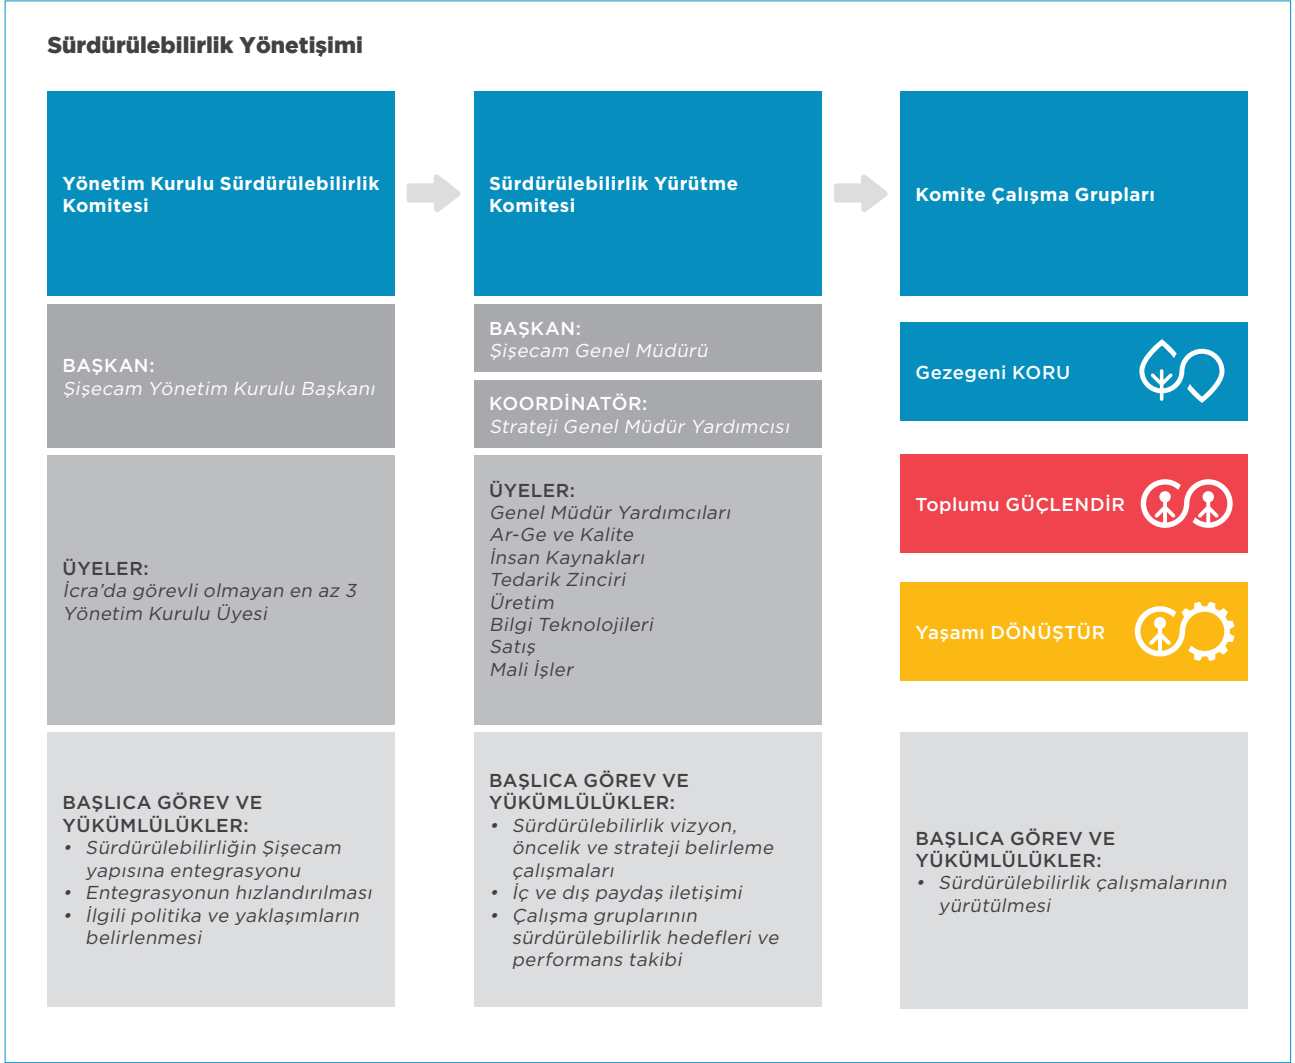 Sürdürülebilirlik Yönetişimi
Yönetim Kurulu Sürdürülebilirlik
Komitesi
BAŞKAN:
Şişecam Yönetim Kurulu Başkanı
ÜYELER:
İcra’da görevli olmayan en az 3
Yönetim Kurulu Üyesi
BAŞLICA GÖREV VE
YÜKÜMLÜLÜKLER:
• Sürdürülebilirliğin Şişecam
yapısına entegrasyonu
• Entegrasyonun hızlandırılması
• İlgili politika ve yaklaşımların
belirlenmesi
Sürdürülebilirlik Yürütme
Komitesi
BAŞKAN:
Şişecam Genel Müdürü
KOORDİNATÖR:
Strateji Genel Müdür Yardımcısı
ÜYELER:
Genel Müdür Yardımcıları
Ar-Ge ve Kalite
İnsan Kaynakları
Tedarik Zinciri
Üretim
Bilgi Teknolojileri
Satış
Mali İşler
BAŞLICA GÖREV VE
YÜKÜMLÜLÜKLER:
• Sürdürülebilirlik vizyon,
öncelik ve strateji belirleme
çalışmaları
• İç ve dış paydaş iletişimi
• Çalışma gruplarının
sürdürülebilirlik hedefleri ve
performans takibi
Komite Çalışma Grupları
Gezegeni KORU
Toplumu GÜÇLENDİR
Yaşamı DÖNÜŞTÜR
BAŞLICA GÖREV VE
YÜKÜMLÜLÜKLER:
• Sürdürülebilirlik çalışmalarının
yürütülmesi